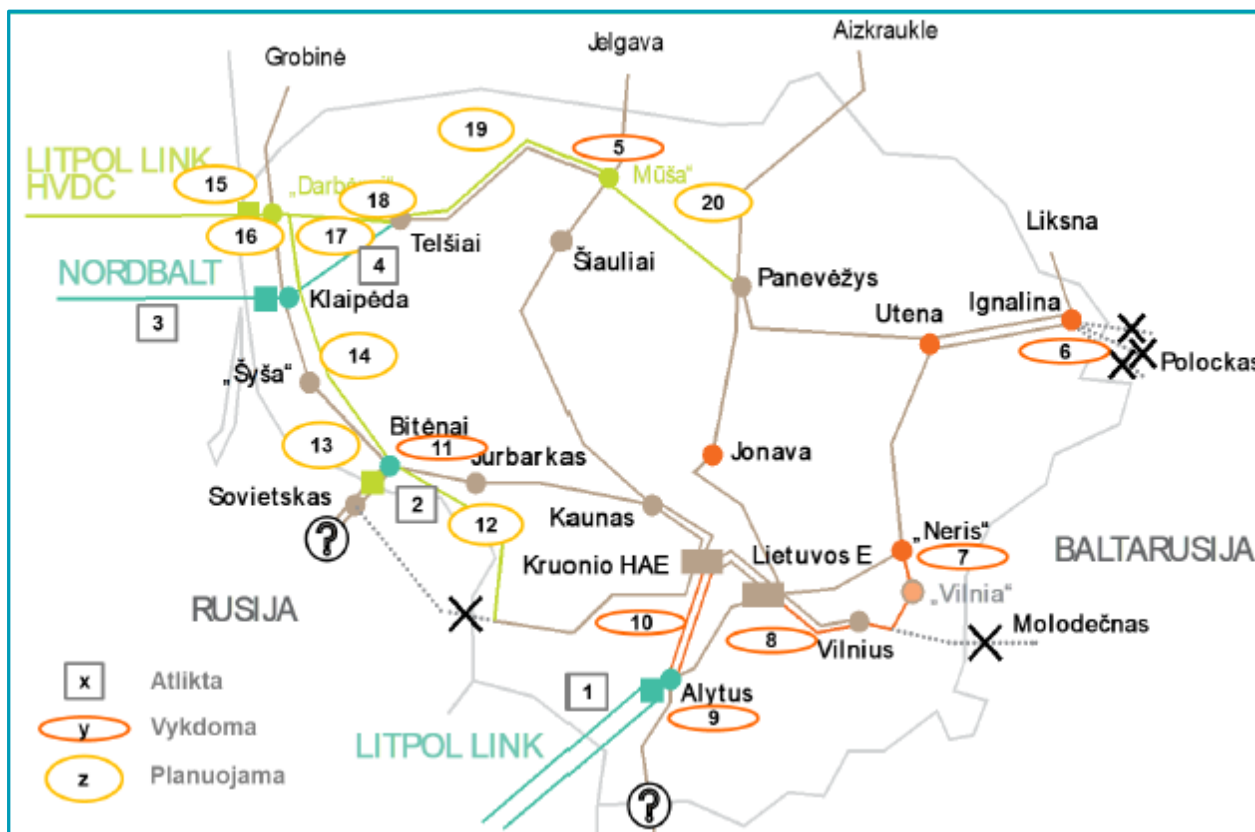 Aizkraukle
Jelgava
Grobinė
19
5
LITPOL LINK
HVDC
15
„Darbėnai“
Mūša“
18
20
16
17
Telšiai
Liksna
4
Šiauliai
NORDBALT
Klaipėda
Panevėžys
Ignalina
Utena
3
6
Polockas
14
„Šyša“
Bitėnai
13
11
Jurbarkas
Jonava
Sovietskas
2
12
Kaunas
?
Kruonio HAE
Lietuvos E
„Neris“
7
BALTARUSIJA
RUSIJA
„Vilnia“
10
8
Vilnius
Molodečnas
x Atlikta
1
Alytus
9
y Vykdoma
LITPOL LINK
z Planuojama
?